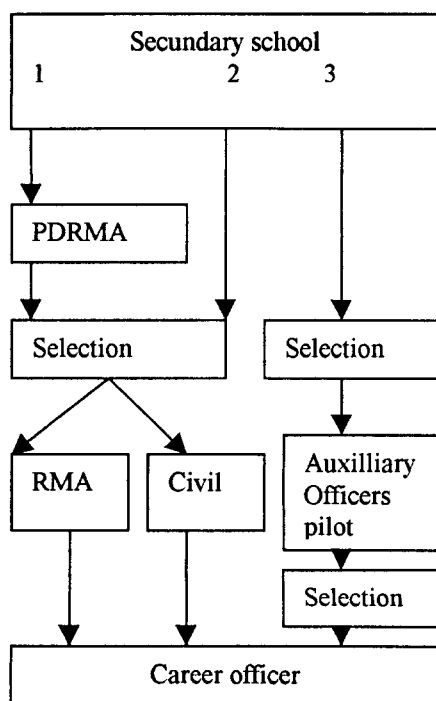 Secundary school
1 2 3
PDRMA
Selection Selection
RMA Civil Auxilliary
Officers
pilot
Selection
Career officer